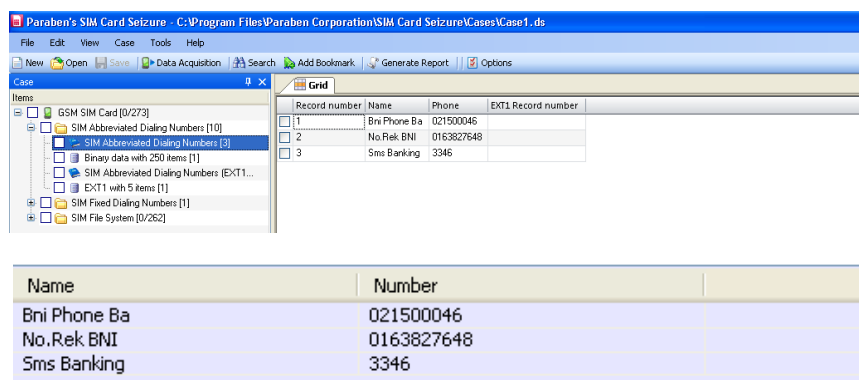 Paraben's SIM Card Seizure - C:\Program Files\Paraben Corporation\SIM Card Seizure\Cases\Case1.ds
File Edit View Case Tools Help
New Open Save Data Acquisition Search Add Bookmark Generate Report Options
Case
Items
GSM SIM Card [0/273]
SIM Abbreviated Dialing Numbers [10]
SIM Abbreviated Dialing Numbers [3]
Binary data with 250 items [1]
SIM Abbreviated Dialing Numbers (EXT1...
EXT1 with 5 items [1]
SIM Fixed Dialing Numbers [1]
SIM File System [0/262]
Grid
Record number Name Phone EXT1 Record number
1 Bni Phone Ba 021500046
2 No.Rek BNI 0163827648
3 Sms Banking 3346
Name Number
Bni Phone Ba 021500046
No.Rek BNI 0163827648
Sms Banking 3346